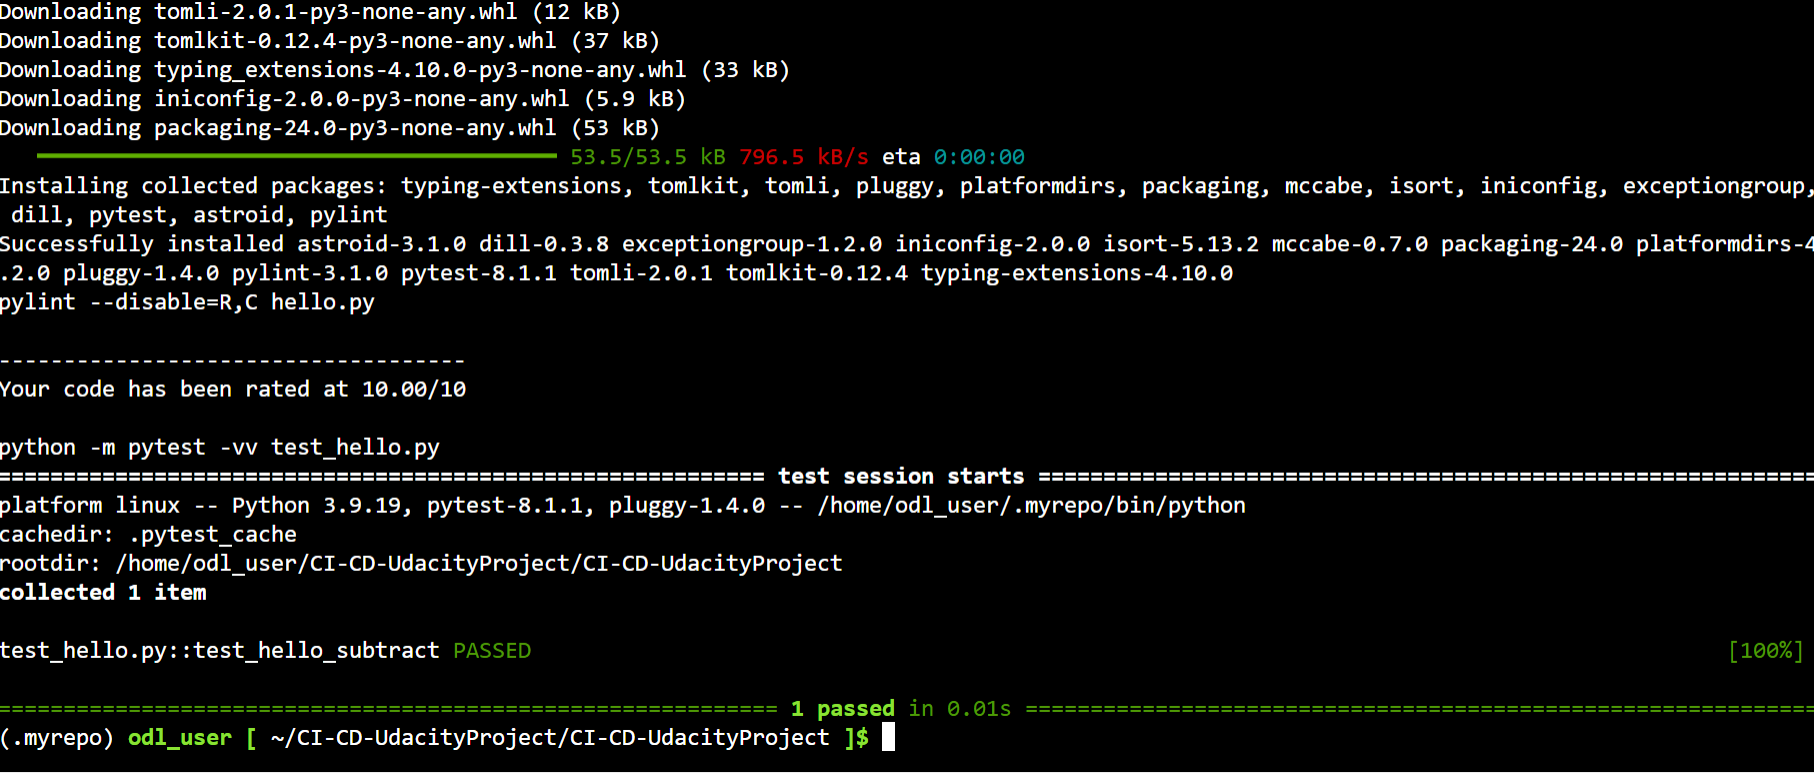 Downloading tomli-2.0.1-py3-none-any.whl (12 kB)
Downloading tomlkit-0.12.4-py3-none-any.whl (37 kB)
Downloading typing_extensions-4.10.0-py3-none-any.whl (33 kB)
Downloading iniconfig-2.0.0-py3-none-any.whl (5.9 kB)
Downloading packaging-24.0-py3-none-any.whl (53 kB)
53.5/53.5 kB 796.5 kB/s eta 0:00:00
Installing collected packages: typing-extensions, tomlkit, tomli, pluggy, platformdirs, packaging, mccabe, isort, iniconfig, exceptiongroup,
dill, pytest, astroid, pylint
Successfully installed astroid-3.1.0 dill-0.3.8 exceptiongroup-1.2.0 iniconfig-2.0.0 isort-5.13.2 mccabe-0.7.0 packaging-24.0 platformdirs-4
.2.0 pluggy-1.4.0 pylint-3.1.0 pytest-8.1.1 tomli-2.0.1 tomlkit-0.12.4 typing-extensions-4.10.0
pylint --disable=R,C hello.py
------------------------------------
Your code has been rated at 10.00/10
python -m pytest -vv test_hello.py
=========================================================== test session starts ============================================================
platform linux -- Python 3.9.19, pytest-8.1.1, pluggy-1.4.0 -- /home/odl_user/.myrepo/bin/python
cachedir: .pytest_cache
rootdir: /home/odl_user/CI-CD-UdacityProject/CI-CD-UdacityProject
collected 1 item
test_hello.py::test_hello_subtract PASSED [100%]
============================================================ 1 passed in 0.01s =============================================================
(.myrepo) odl_user [ ~/CI-CD-UdacityProject/CI-CD-UdacityProject ]$